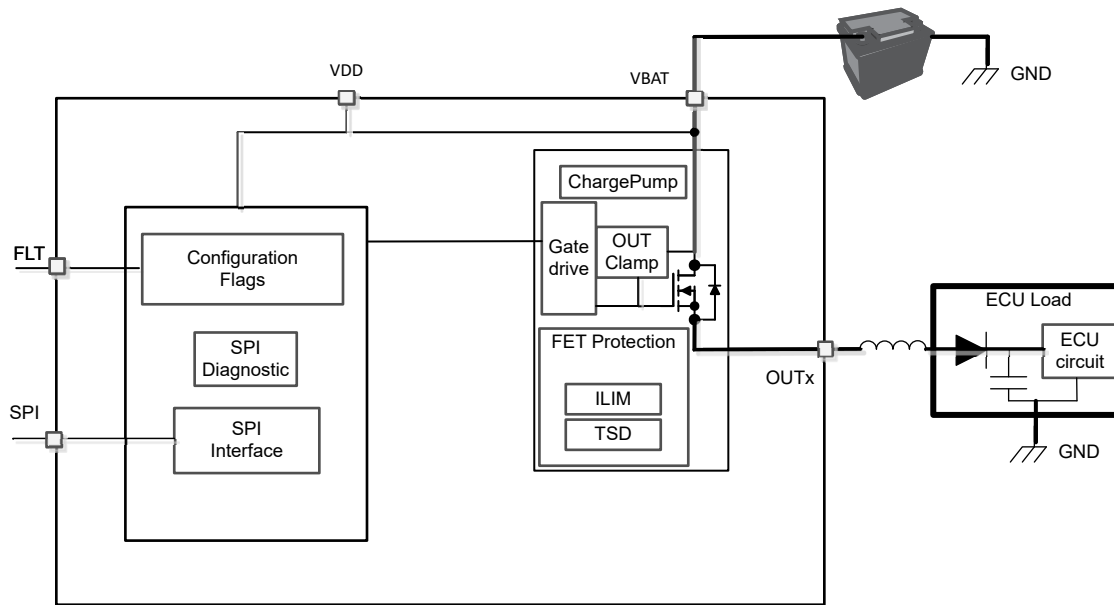 VDD
VBAT
GND
ChargePump
FLT
Configuration
Flags
Gate
drive
OUT
Clamp
ECU Load
SPI
Diagnostic
FET Protection
ECU
circuit
OUTx
ILIM
SPI
SPI
Interface
TSD
GND